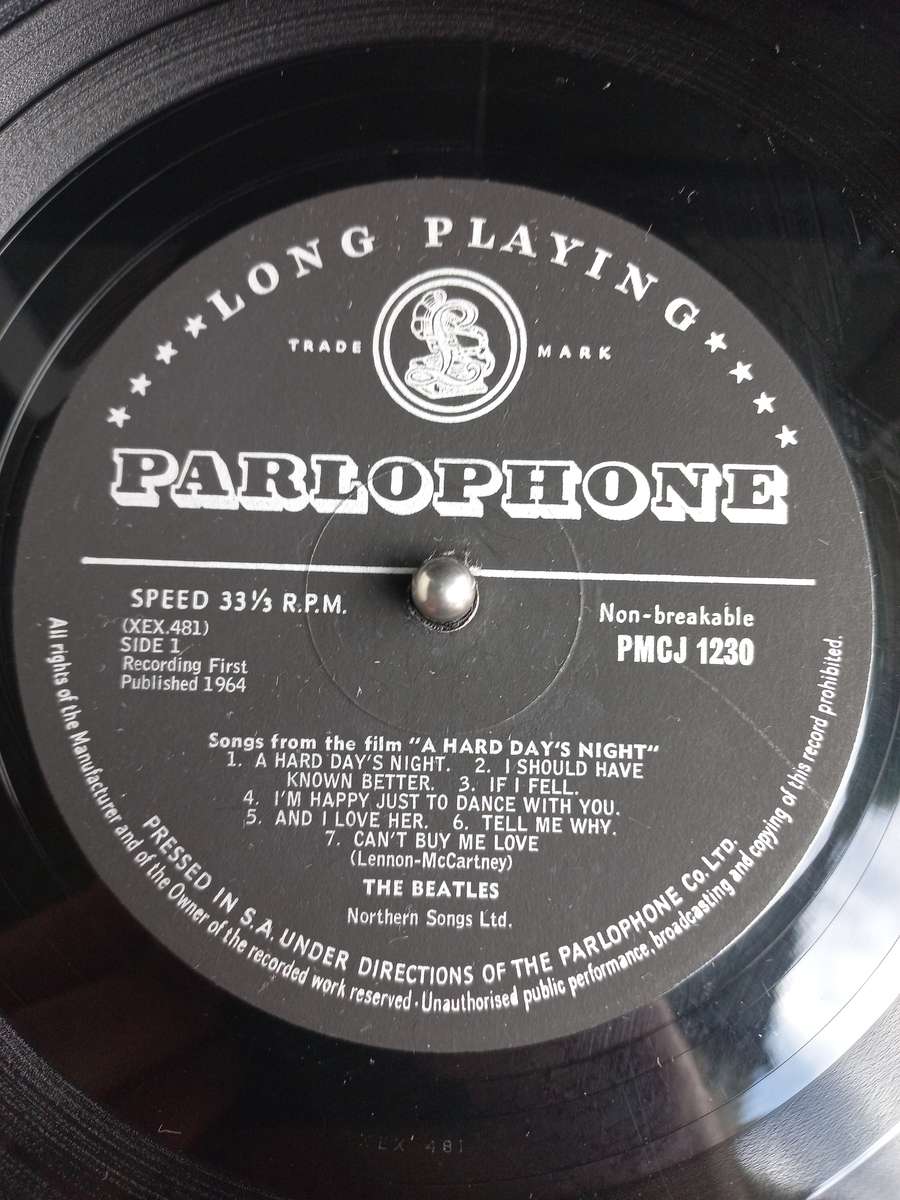 LONG PLAYING
TRADE MARK
PARLOPHONE
SPEED 33⅓ R.P.M.
(XEX.481)
SIDE 1
Recording First
Published 1964
Non-breakable
PMCJ 1230
Songs from the film "A HARD DAY'S NIGHT"
1. A HARD DAY'S NIGHT. 2. I SHOULD HAVE
KNOWN BETTER. 3. IF I FELL.
4. I'M HAPPY JUST TO DANCE WITH YOU.
5. AND I LOVE HER. 6. TELL ME WHY.
7. CAN'T BUY ME LOVE
(Lennon-McCartney)
THE BEATLES
Northern Songs Ltd.
PRESSED IN S.A. UNDER DIRECTIONS OF THE PARLOPHONE Co. LTD.
All rights of the Manufacturer and of the Owner of the recorded work reserved · Unauthorised public performance, broadcasting and copying of this record prohibited.
EX 481